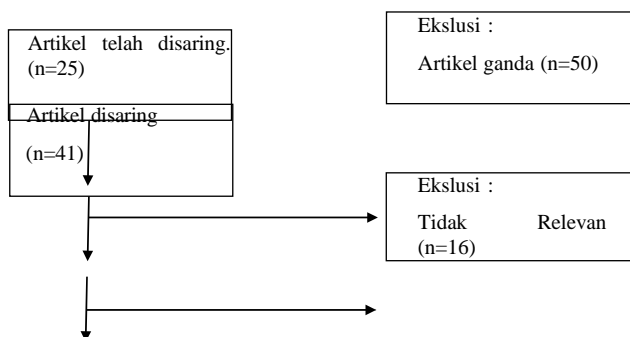 Artikel telah disaring.
(n=25)
Artikel disaring
(n=41)
Ekslusi :
Artikel ganda (n=50)
Ekslusi :
Tidak Relevan
(n=16)